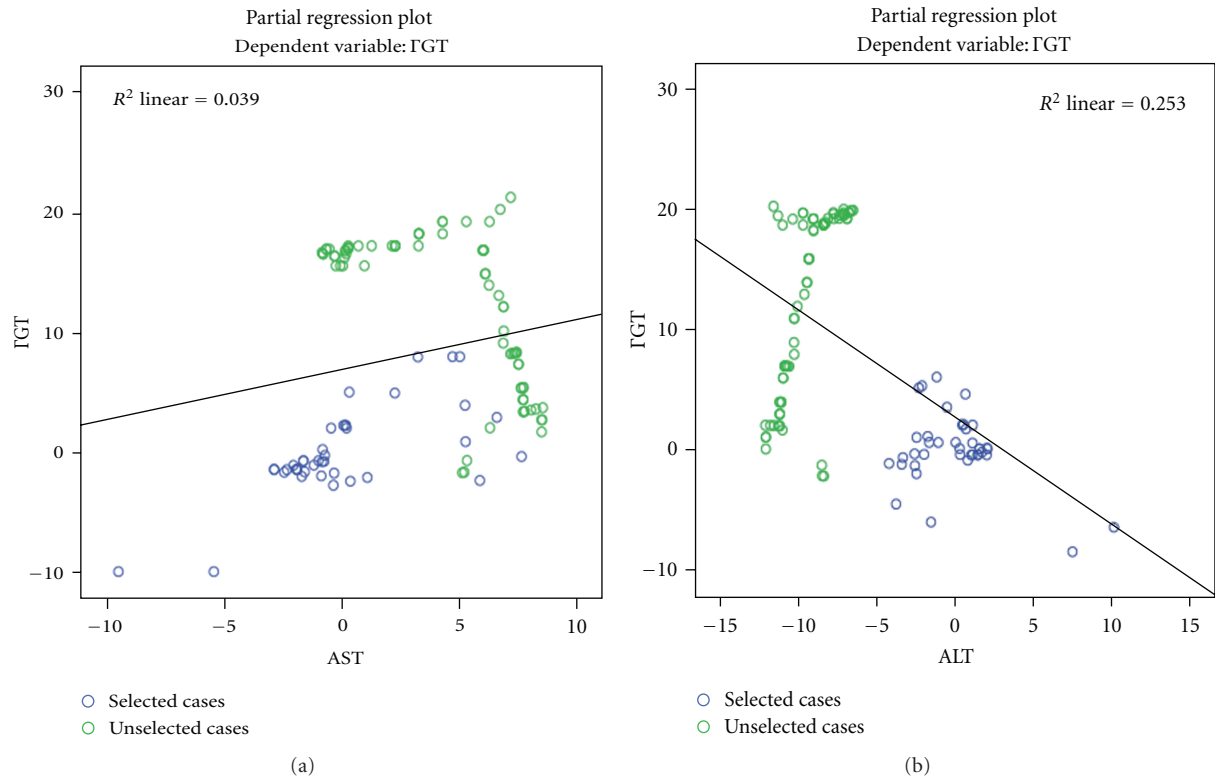 Partial regression plot
Dependent variable: ΓGT
R² linear = 0.039
30
20
10
0
−10
ΓGT
−10
−5
0
5
10
AST
Selected cases
Unselected cases
(a)
Partial regression plot
Dependent variable: ΓGT
R² linear = 0.253
30
20
10
0
−10
ΓGT
−15
−10
−5
0
5
10
15
ALT
Selected cases
Unselected cases
(b)